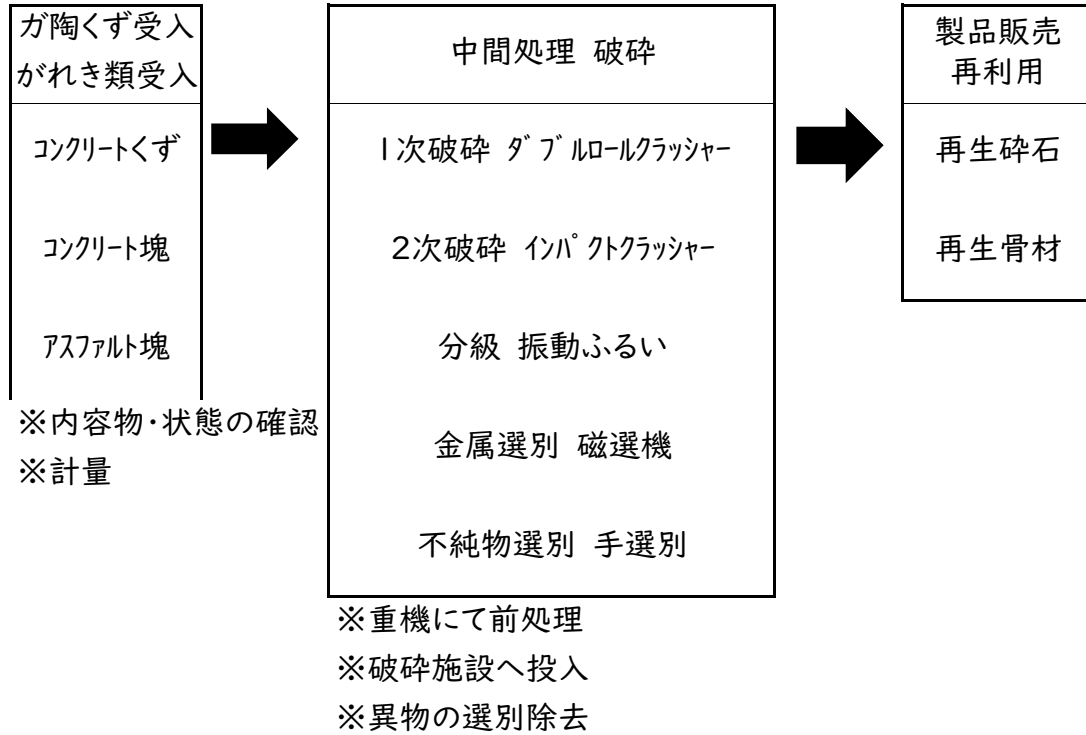 ガ陶くず受入
がれき類受入
コンクリートくず
コンクリート塊
アスファルト塊
※内容物・状態の確認
※計量
中間処理 破砕
1次破砕 ダブルロールクラッシャー
2次破砕 インパクトクラッシャー
分級 振動ふるい
金属選別 磁選機
不純物選別 手選別
※重機にて前処理
※破砕施設へ投入
※異物の選別除去
製品販売
再利用
再生砕石
再生骨材